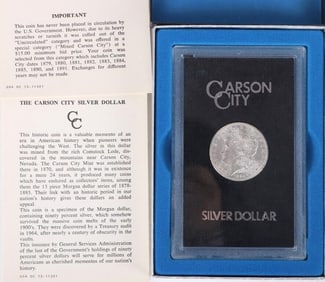 IMPORTANT
This coin has never been placed in circulation by
the U.S. Government. However, due to its heavy
scratches or tarnish it was culled out of the
"Uncirculated" category and was offered in a
special category ("Mixed Carson City") at a
$15.00 minimum bid price. You may have selected a
coin from this category which includes Carson
City dates 1879, 1880, 1881, 1882, 1883, 1884,
1885, 1890, and 1891. Exchanges for different
years may not be made.
THE CARSON CITY SILVER DOLLAR
CC
This historic coin is a valuable memento of an
era in American history when pioneers were
challenging the West. The silver in this dollar
was mined from the rich Comstock Lode,
discovered in the mountains near Carson City,
Nevada. The Carson City Mint was established
there in 1870, and although it was in existence
for a mere 24 years, it produced many coins
which have endured as collectors' items, among
them the 13 piece Morgan dollar series of 1878-
1893. Their link with an historic period in our
nation's history gives these dollars an added
appeal.
This coin is a specimen of the Morgan dollar,
containing ninety percent silver, which somehow
survived the massive coin melts of the early
1900's. They were discovered by a Treasury audit
in 1964, after nearly a century of obscurity in the
vaults.
This issuance by General Services Administration
of the last of the Government's holdings of ninety
percent silver dollars will serve for millions of
Americans as cherished mementos of our nation's
history.
CARSON
CITY
SILVER DOLLAR